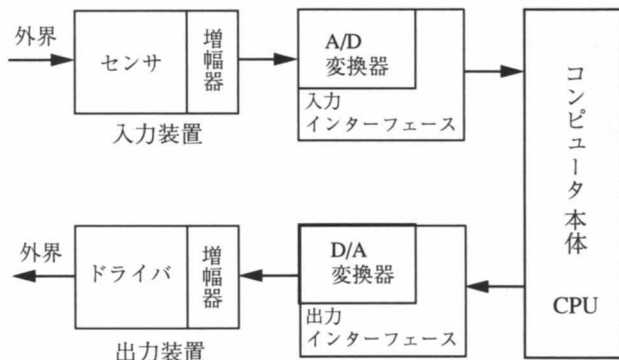 外界
センサ
増幅器
入力装置
A/D
変換器
入力
インターフェース
コンピュータ本体
CPU
外界
ドライバ
増幅器
出力装置
D/A
変換器
出力
インターフェース